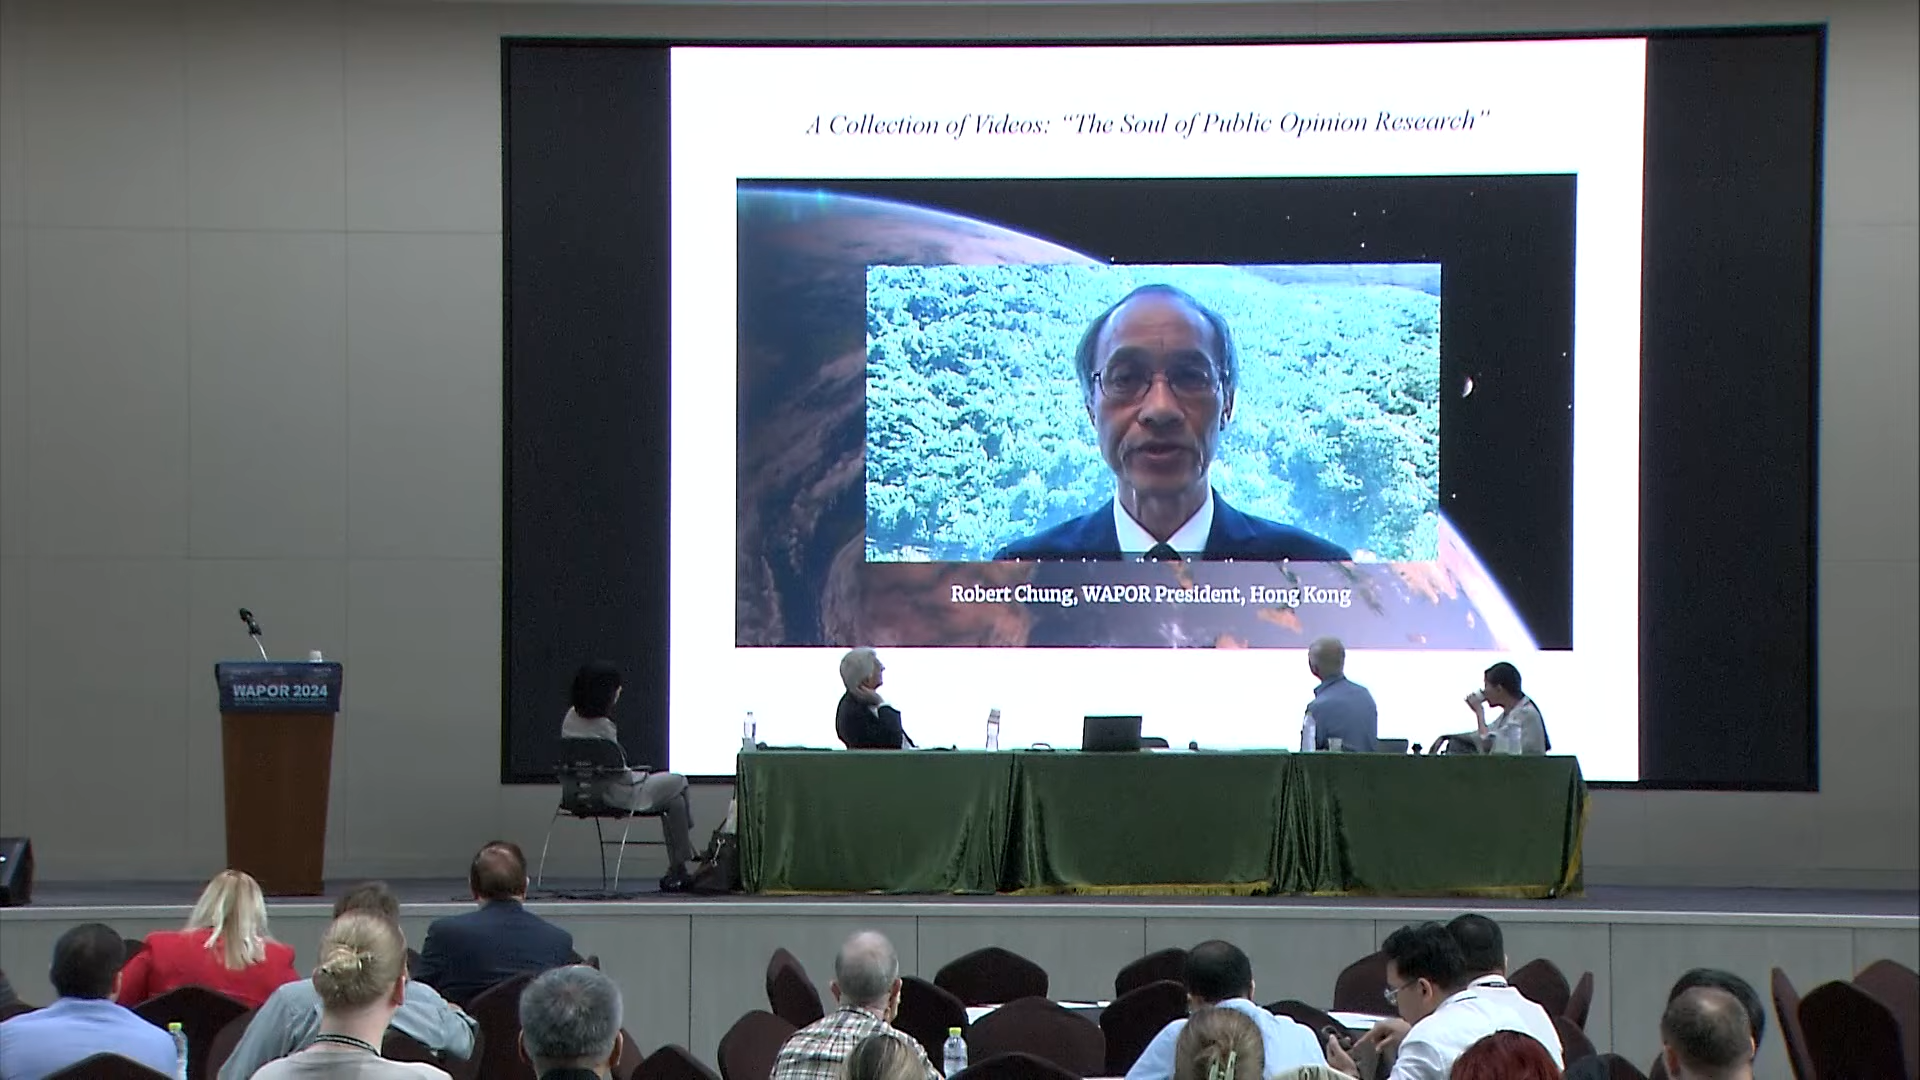 A Collection of Videos: “The Soul of Public Opinion Research”
Robert Chung, WAPOR President, Hong Kong
WAPOR 2024